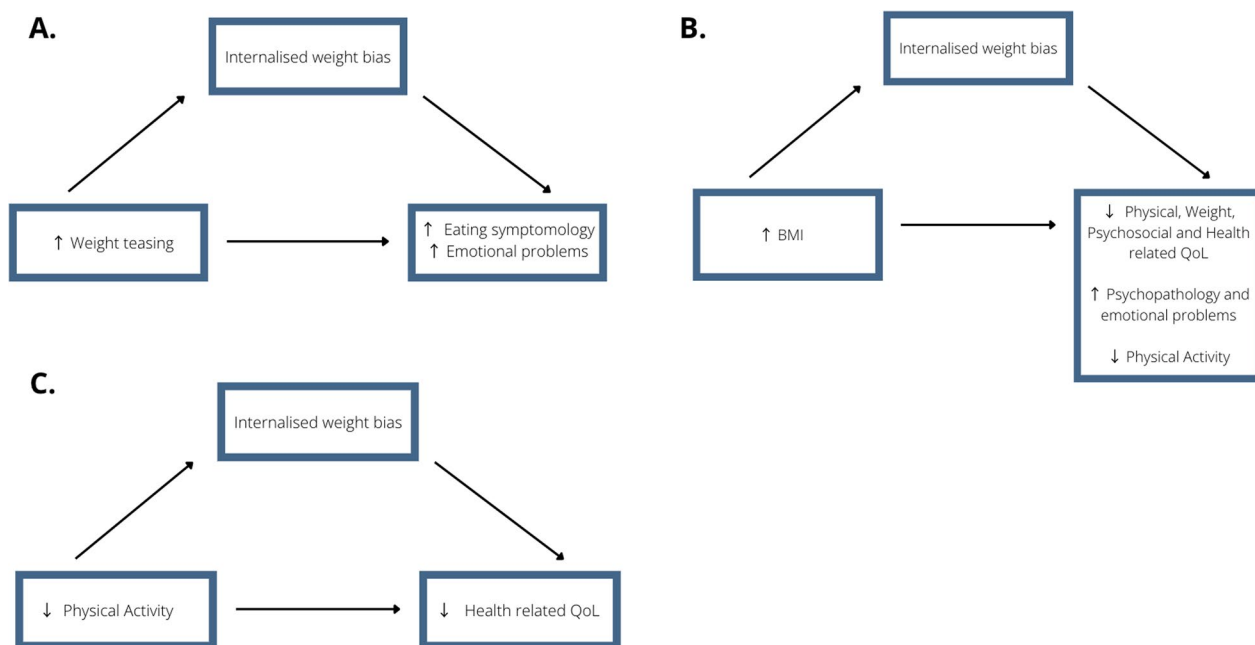 A.
Internalised weight bias
↑ Weight teasing
↑ Eating symptomology
↑ Emotional problems
B.
Internalised weight bias
↑ BMI
↓ Physical, Weight,
Psychosocial and Health
related QoL
↑ Psychopathology and
emotional problems
↓ Physical Activity
C.
Internalised weight bias
↓ Physical Activity
↓ Health related QoL